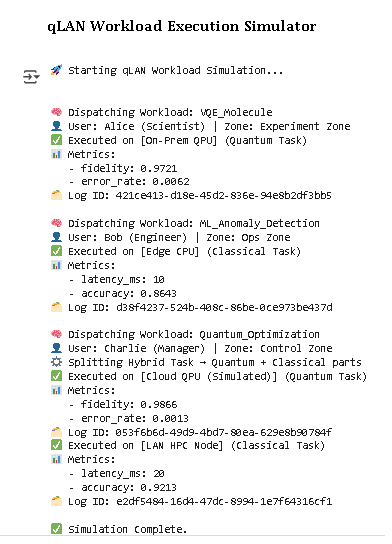 qLAN Workload Execution Simulator
🚀 Starting qLAN Workload Simulation...
🧠 Dispatching Workload: VQE_Molecule
👤 User: Alice (Scientist) | Zone: Experiment Zone
✅ Executed on [On-Prem QPU] (Quantum Task)
📊 Metrics:
- fidelity: 0.9721
- error_rate: 0.0062
🗂️ Log ID: 421ce413-d18e-45d2-836e-94e8b2df3bb5
🧠 Dispatching Workload: ML_Anomaly_Detection
👤 User: Bob (Engineer) | Zone: Ops Zone
✅ Executed on [Edge CPU] (Classical Task)
📊 Metrics:
- latency_ms: 10
- accuracy: 0.8643
🗂️ Log ID: d38f4237-524b-408c-86be-0ce973be437d
🧠 Dispatching Workload: Quantum_Optimization
👤 User: Charlie (Manager) | Zone: Control Zone
⚙️ Splitting Hybrid Task → Quantum + Classical parts
✅ Executed on [Cloud QPU (Simulated)] (Quantum Task)
📊 Metrics:
- fidelity: 0.9866
- error_rate: 0.0013
🗂️ Log ID: 053f6b6d-49d9-4bd7-80ea-629e8b90784f
✅ Executed on [LAN HPC Node] (Classical Task)
📊 Metrics:
- latency_ms: 20
- accuracy: 0.9213
🗂️ Log ID: e2df5484-16d4-47dc-8994-1e7f64316cf1
✅ Simulation Complete.